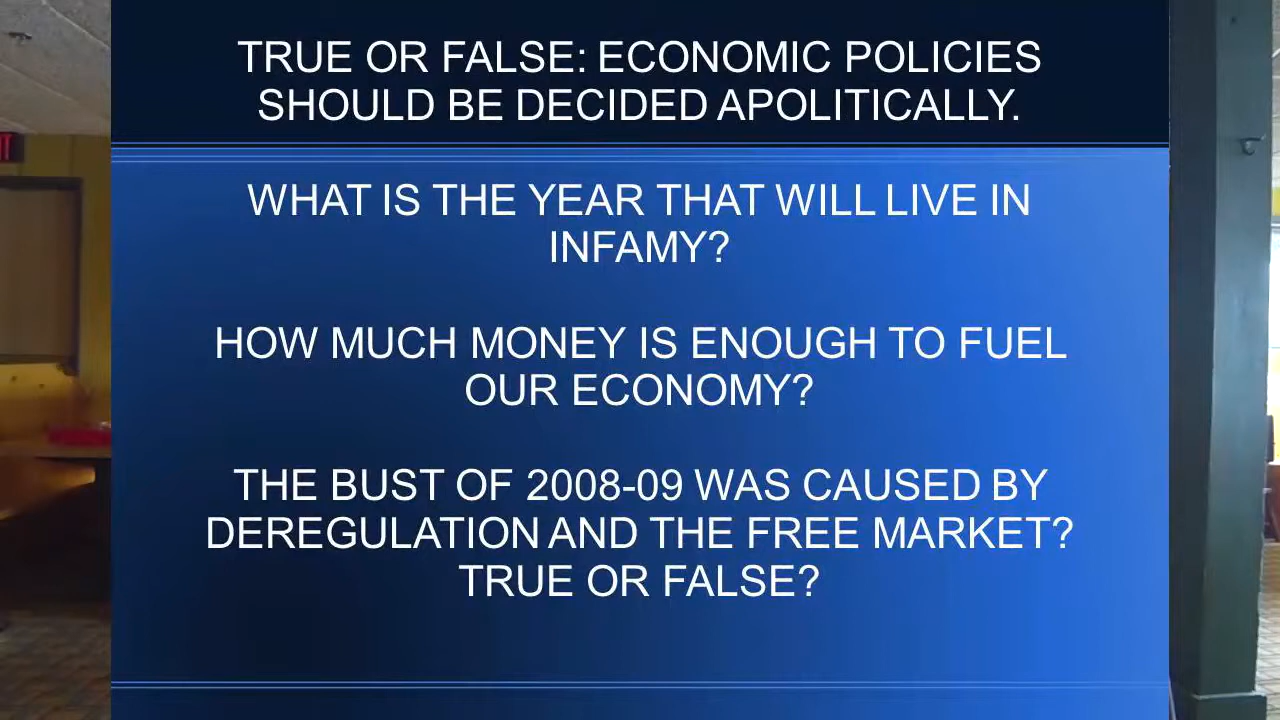 TRUE OR FALSE: ECONOMIC POLICIES
SHOULD BE DECIDED APOLITICALLY.
WHAT IS THE YEAR THAT WILL LIVE IN
INFAMY?
HOW MUCH MONEY IS ENOUGH TO FUEL
OUR ECONOMY?
THE BUST OF 2008-09 WAS CAUSED BY
DEREGULATION AND THE FREE MARKET?
TRUE OR FALSE?